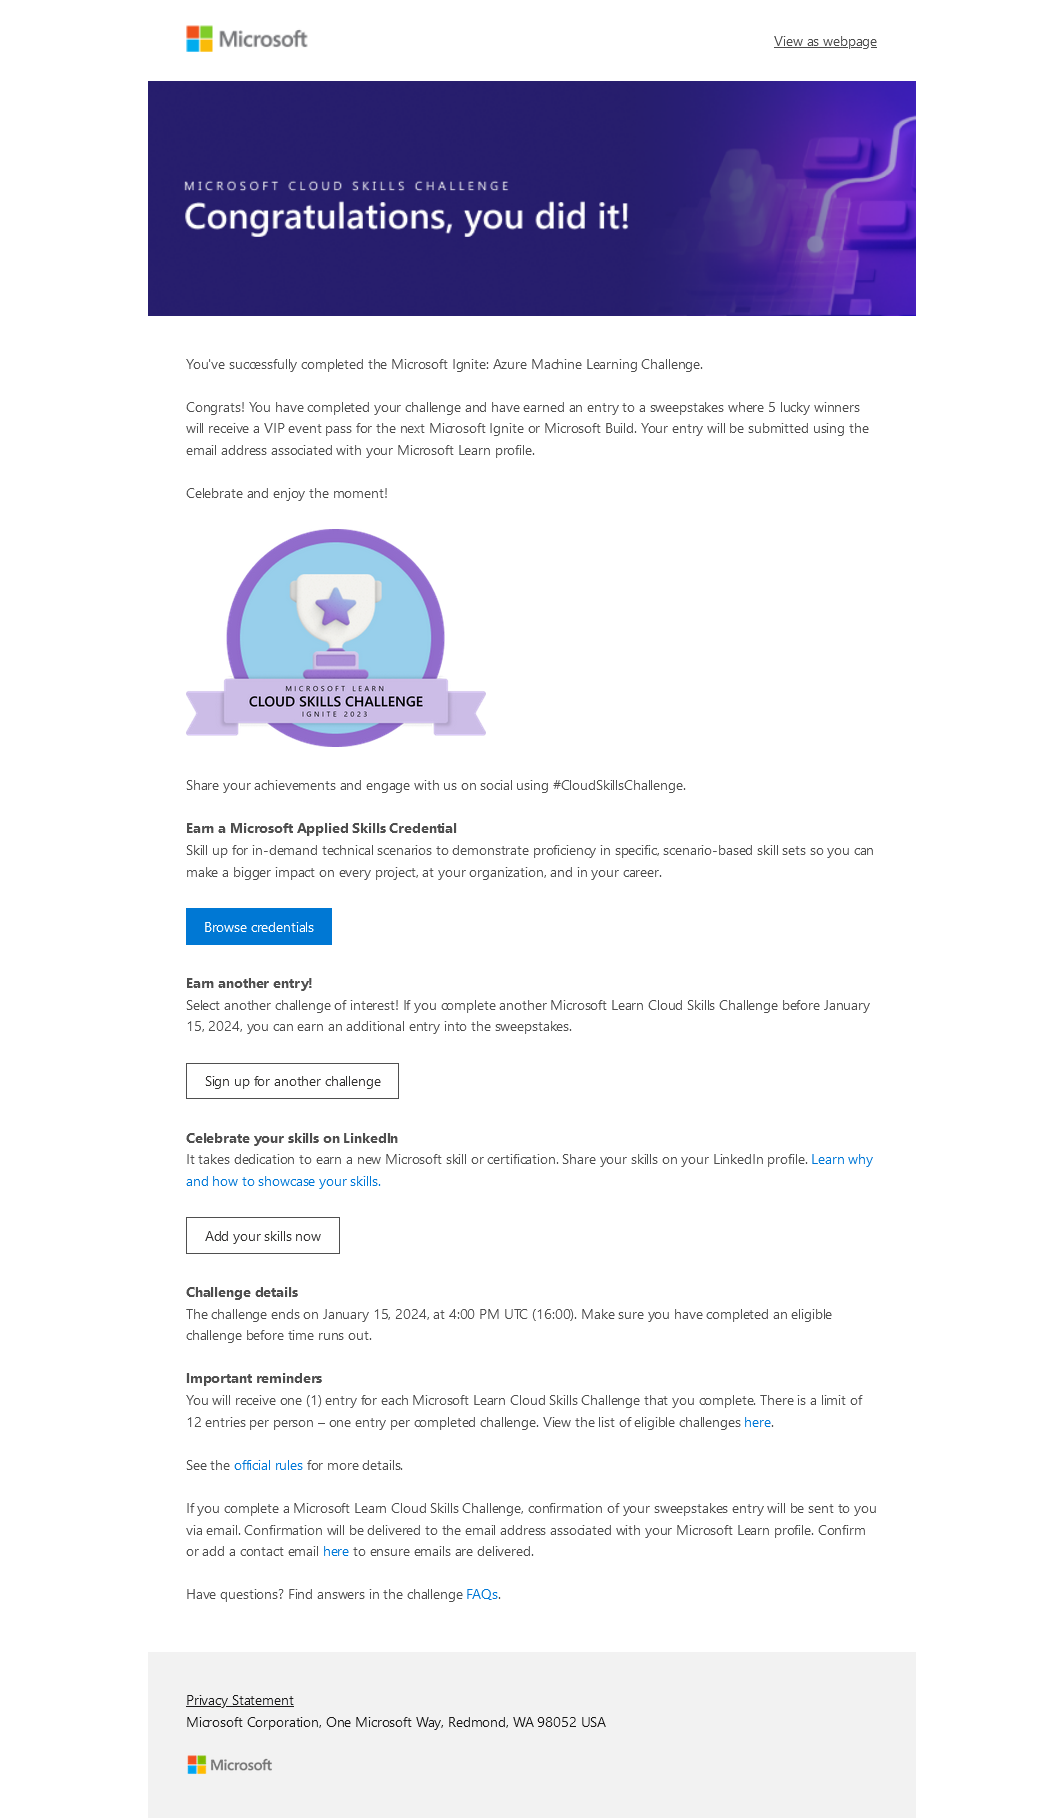 Microsoft
View as webpage
MICROSOFT CLOUD SKILLS CHALLENGE
Congratulations, you did it!
You've successfully completed the Microsoft Ignite: Azure Machine Learning Challenge.
Congrats! You have completed your challenge and have earned an entry to a sweepstakes where 5 lucky winners
will receive a VIP event pass for the next Microsoft Ignite or Microsoft Build. Your entry will be submitted using the
email address associated with your Microsoft Learn profile.
Celebrate and enjoy the moment!
MICROSOFT LEARN
CLOUD SKILLS CHALLENGE
IGNITE 2023
Share your achievements and engage with us on social using #CloudSkillsChallenge.
Earn a Microsoft Applied Skills Credential
Skill up for in-demand technical scenarios to demonstrate proficiency in specific, scenario-based skill sets so you can
make a bigger impact on every project, at your organization, and in your career.
Browse credentials
Earn another entry!
Select another challenge of interest! If you complete another Microsoft Learn Cloud Skills Challenge before January
15, 2024, you can earn an additional entry into the sweepstakes.
Sign up for another challenge
Celebrate your skills on LinkedIn
It takes dedication to earn a new Microsoft skill or certification. Share your skills on your LinkedIn profile. Learn why
and how to showcase your skills.
Add your skills now
Challenge details
The challenge ends on January 15, 2024, at 4:00 PM UTC (16:00). Make sure you have completed an eligible
challenge before time runs out.
Important reminders
You will receive one (1) entry for each Microsoft Learn Cloud Skills Challenge that you complete. There is a limit of
12 entries per person – one entry per completed challenge. View the list of eligible challenges here.
See the official rules for more details.
If you complete a Microsoft Learn Cloud Skills Challenge, confirmation of your sweepstakes entry will be sent to you
via email. Confirmation will be delivered to the email address associated with your Microsoft Learn profile. Confirm
or add a contact email here to ensure emails are delivered.
Have questions? Find answers in the challenge FAQs.
Privacy Statement
Microsoft Corporation, One Microsoft Way, Redmond, WA 98052 USA
Microsoft